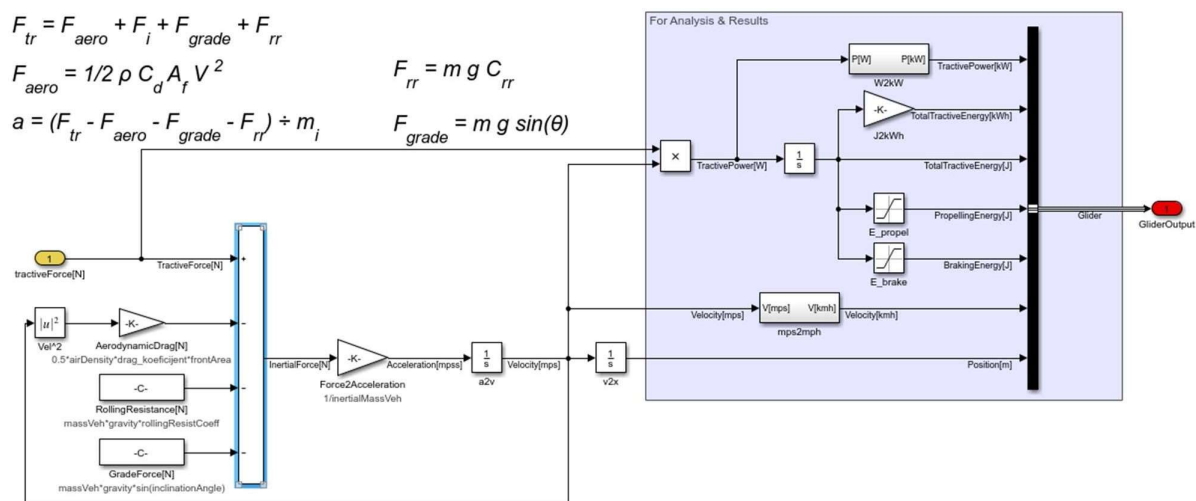 F_tr = F_aero + F_i + F_grade + F_rr
F_aero = 1/2 ρ C_d A_f V^2
F_rr = m g C_rr
a = (F_tr - F_aero - F_grade - F_rr) ÷ m_i
F_grade = m g sin(θ)
For Analysis & Results
P[W] P[kW]
W2kW
TractivePower[kW]
-K-
J2kWh
TotalTractiveEnergy[kWh]
×
TractivePower[W]
1
s
TotalTractiveEnergy[J]
E_propel
PropellingEnergy[J]
E_brake
BrakingEnergy[J]
Velocity[mps]
V[mps] V[kmh]
mps2mph
Velocity[kmh]
Position[m]
Glider
1
GliderOutput
1
tractiveForce[N]
TractiveForce[N]
+
|u|^2
Vel^2
-K-
AerodynamicDrag[N]
0.5*airDensity*drag_koeficijent*frontArea
−
-C-
RollingResistance[N]
massVeh*gravity*rollingResistCoeff
−
-C-
GradeForce[N]
massVeh*gravity*sin(inclinationAngle)
−
InertialForce[N]
-K-
Force2Acceleration
1/inertialMassVeh
Acceleration[mpss]
1
s
a2v
Velocity[mps]
1
s
v2x